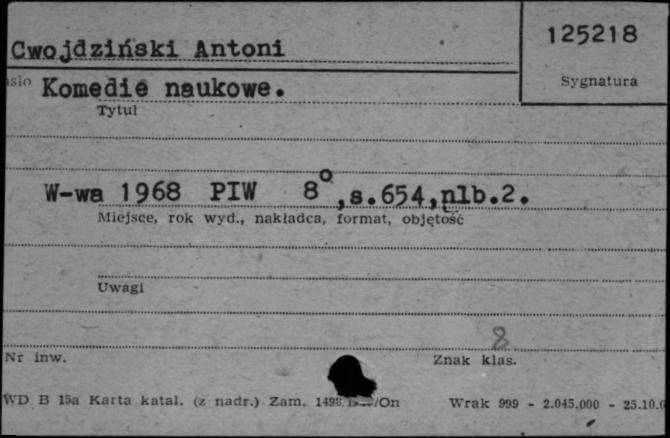 125218
Cwojdziński Antoni
Sygnatura
Komedie naukowe.
Tytuł
W-wa 1968 PIW 8°, s.654, nlb.2.
Miejsce, rok wyd., nakładca, format, objętość
Uwagi
8
Nr inw.
Znak klas.
WD B 15a Karta katal. (z nadr.) Zam. /On Wrak 999 - 2.045.000 - 25.10.